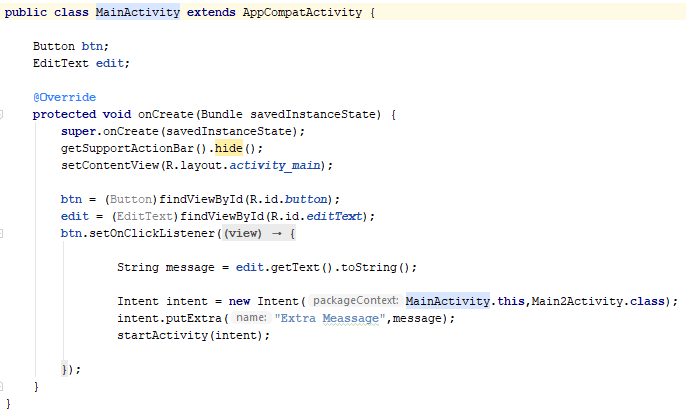 public class MainActivity extends AppCompatActivity {
Button btn;
EditText edit;
@Override
protected void onCreate(Bundle savedInstanceState) {
super.onCreate(savedInstanceState);
getSupportActionBar().hide();
setContentView(R.layout.activity_main);
btn = (Button)findViewById(R.id.button);
edit = (EditText)findViewById(R.id.editText);
btn.setOnClickListener((view) → {
String message = edit.getText().toString();
Intent intent = new Intent( packageContext: MainActivity.this,Main2Activity.class);
intent.putExtra( name: "Extra Meassage",message);
startActivity(intent);
});
}
}